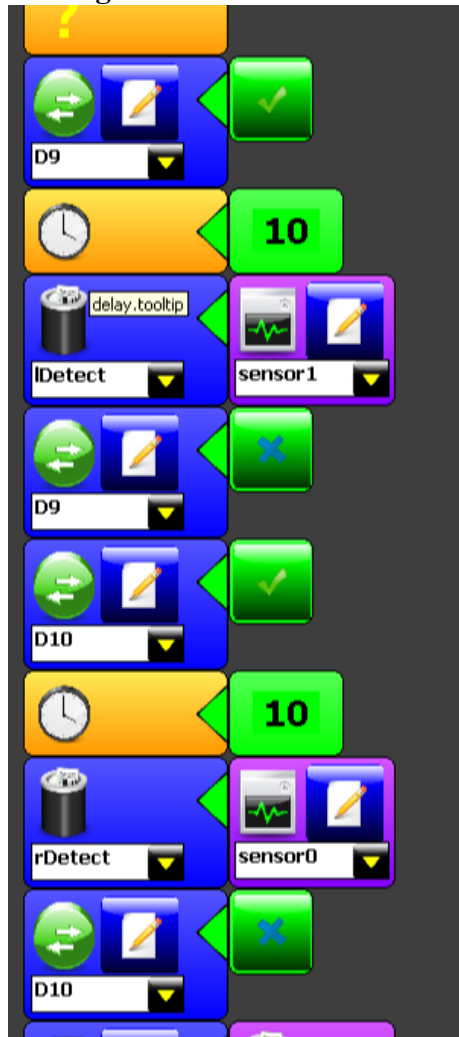 ?
D9
10
delay.tooltip
lDetect
sensor1
D9
D10
10
rDetect
sensor0
D10